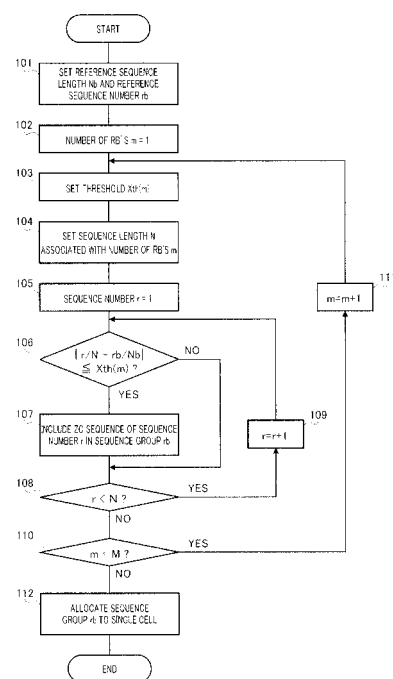 START
101
SET REFERENCE SEQUENCE
LENGTH Nb AND REFERENCE
SEQUENCE NUMBER rb
102
NUMBER OF RB'S m = 1
103
SET THRESHOLD Xth(m)
104
SET SEQUENCE LENGTH N
ASSOCIATED WITH NUMBER OF RB'S m
105
SEQUENCE NUMBER r = 1
11
m=m+1
106
| r/N - rb/Nb|
≦ Xth(m) ?
NO
YES
107
INCLUDE ZC SEQUENCE OF SEQUENCE
NUMBER r IN SEQUENCE GROUP rb
109
r=r+1
108
r < N ?
YES
NO
110
m < M ?
YES
NO
112
ALLOCATE SEQUENCE
GROUP rb TO SINGLE CELL
END